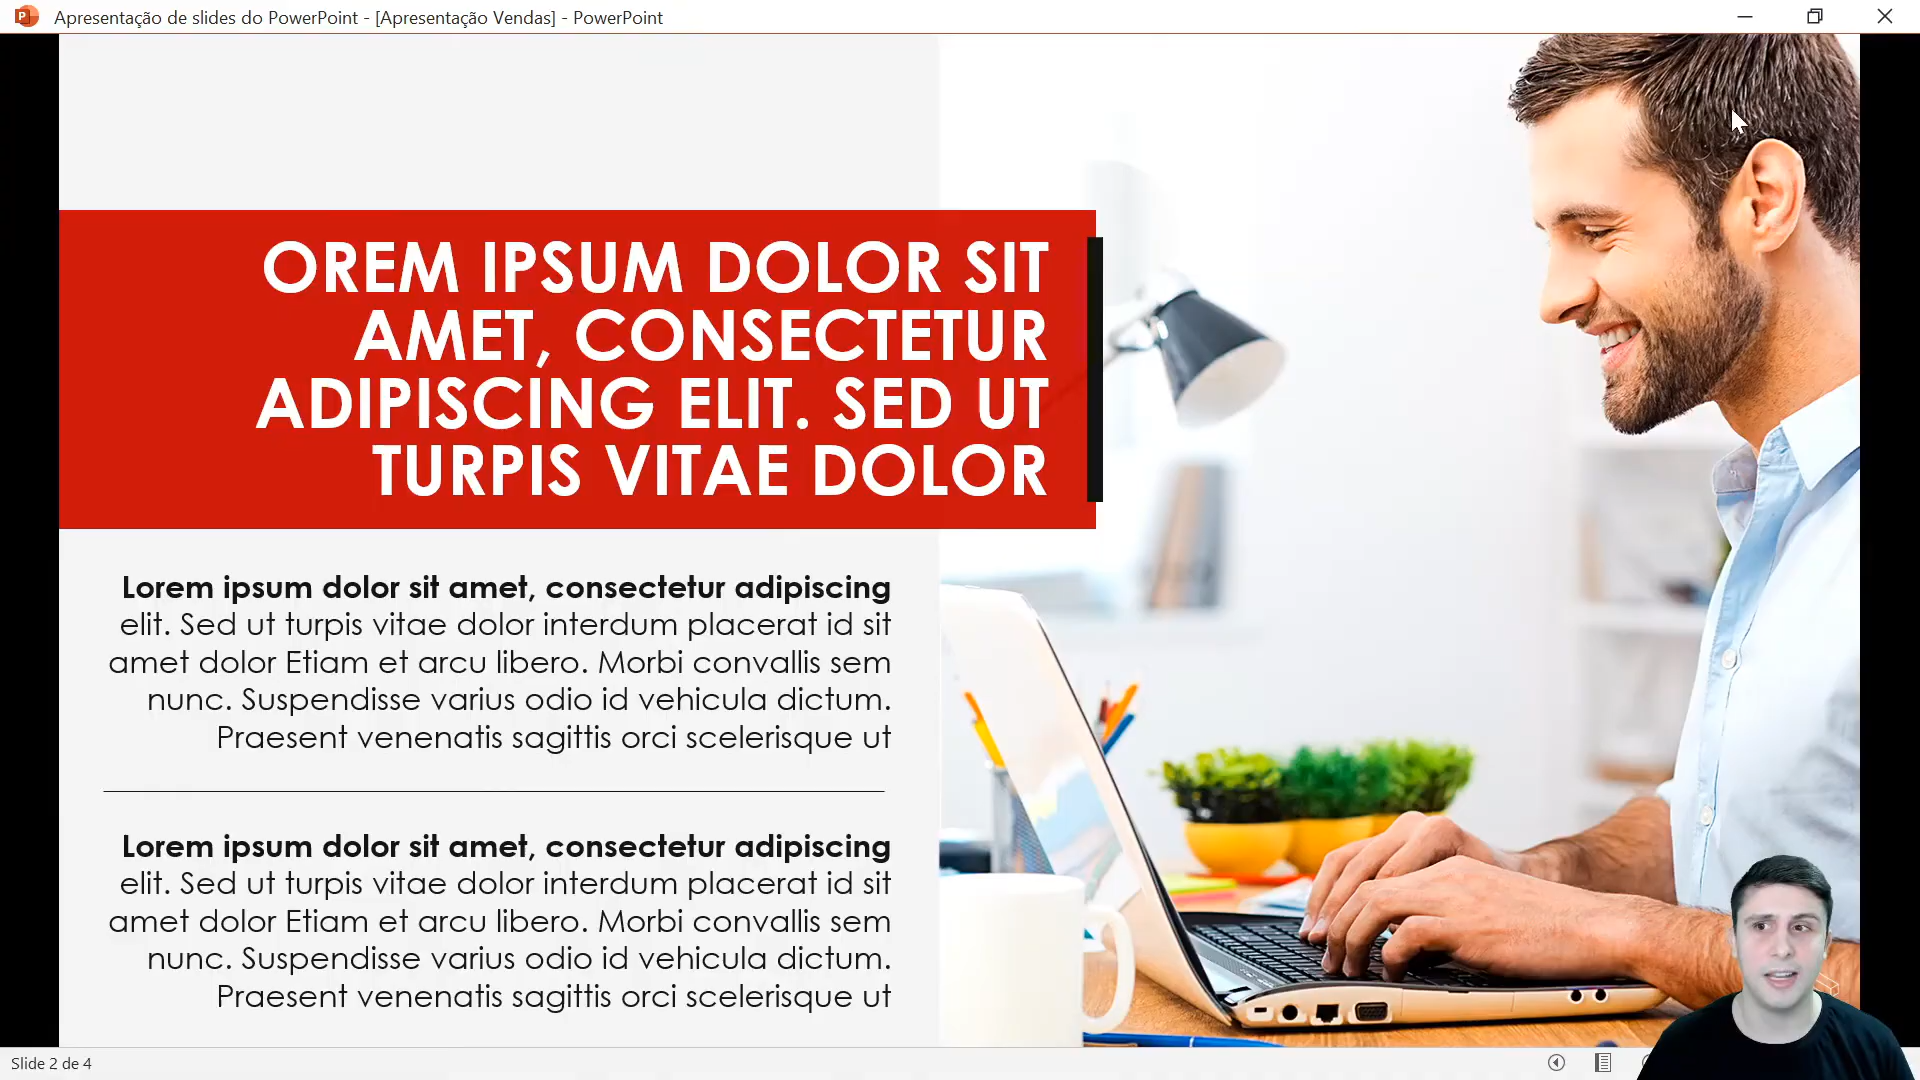 Apresentação de slides do PowerPoint - [Apresentação Vendas] - PowerPoint
OREM IPSUM DOLOR SIT
AMET, CONSECTETUR
ADIPISCING ELIT. SED UT
TURPIS VITAE DOLOR
Lorem ipsum dolor sit amet, consectetur adipiscing
elit. Sed ut turpis vitae dolor interdum placerat id sit
amet dolor Etiam et arcu libero. Morbi convallis sem
nunc. Suspendisse varius odio id vehicula dictum.
Praesent venenatis sagittis orci scelerisque ut
Lorem ipsum dolor sit amet, consectetur adipiscing
elit. Sed ut turpis vitae dolor interdum placerat id sit
amet dolor Etiam et arcu libero. Morbi convallis sem
nunc. Suspendisse varius odio id vehicula dictum.
Praesent venenatis sagittis orci scelerisque ut
Slide 2 de 4